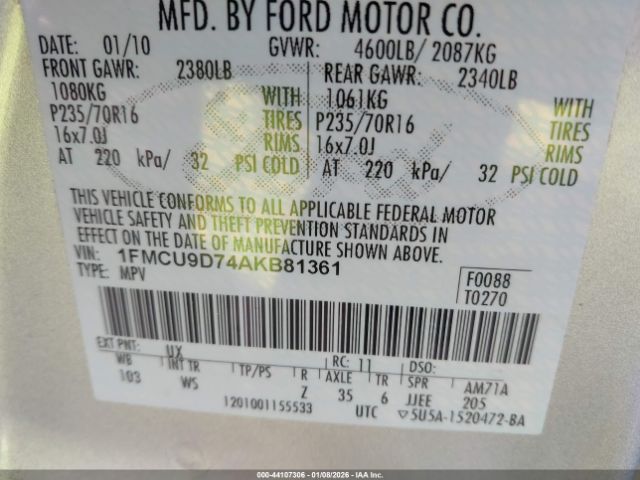 MFD. BY FORD MOTOR CO.
DATE: 01/10 GVWR: 4600LB/ 2087KG
FRONT GAWR: 2380LB REAR GAWR: 2340LB
1080KG WITH 1061KG WITH
P235/70R16 TIRES P235/70R16 TIRES
16x7.0J RIMS 16x7.0J RIMS
AT 220 kPa/ 32 PSI COLD AT 220 kPa/ 32 PSI COLD
THIS VEHICLE CONFORMS TO ALL APPLICABLE FEDERAL MOTOR
VEHICLE SAFETY AND THEFT PREVENTION STANDARDS IN
EFFECT ON THE DATE OF MANUFACTURE SHOWN ABOVE.
VIN: 1FMCU9D74AKB81361
TYPE: MPV F0088
T0270
EXT PNT: UX RC: 11 DSO:
WB INT TR TP/PS R AXLE TR SPR AM71A
103 WS Z 35 6 JJEE 205
1201001155533 UTC ▽5U5A-1520472-BA
000-44107306 | 01/08/2026 - IAA Inc.